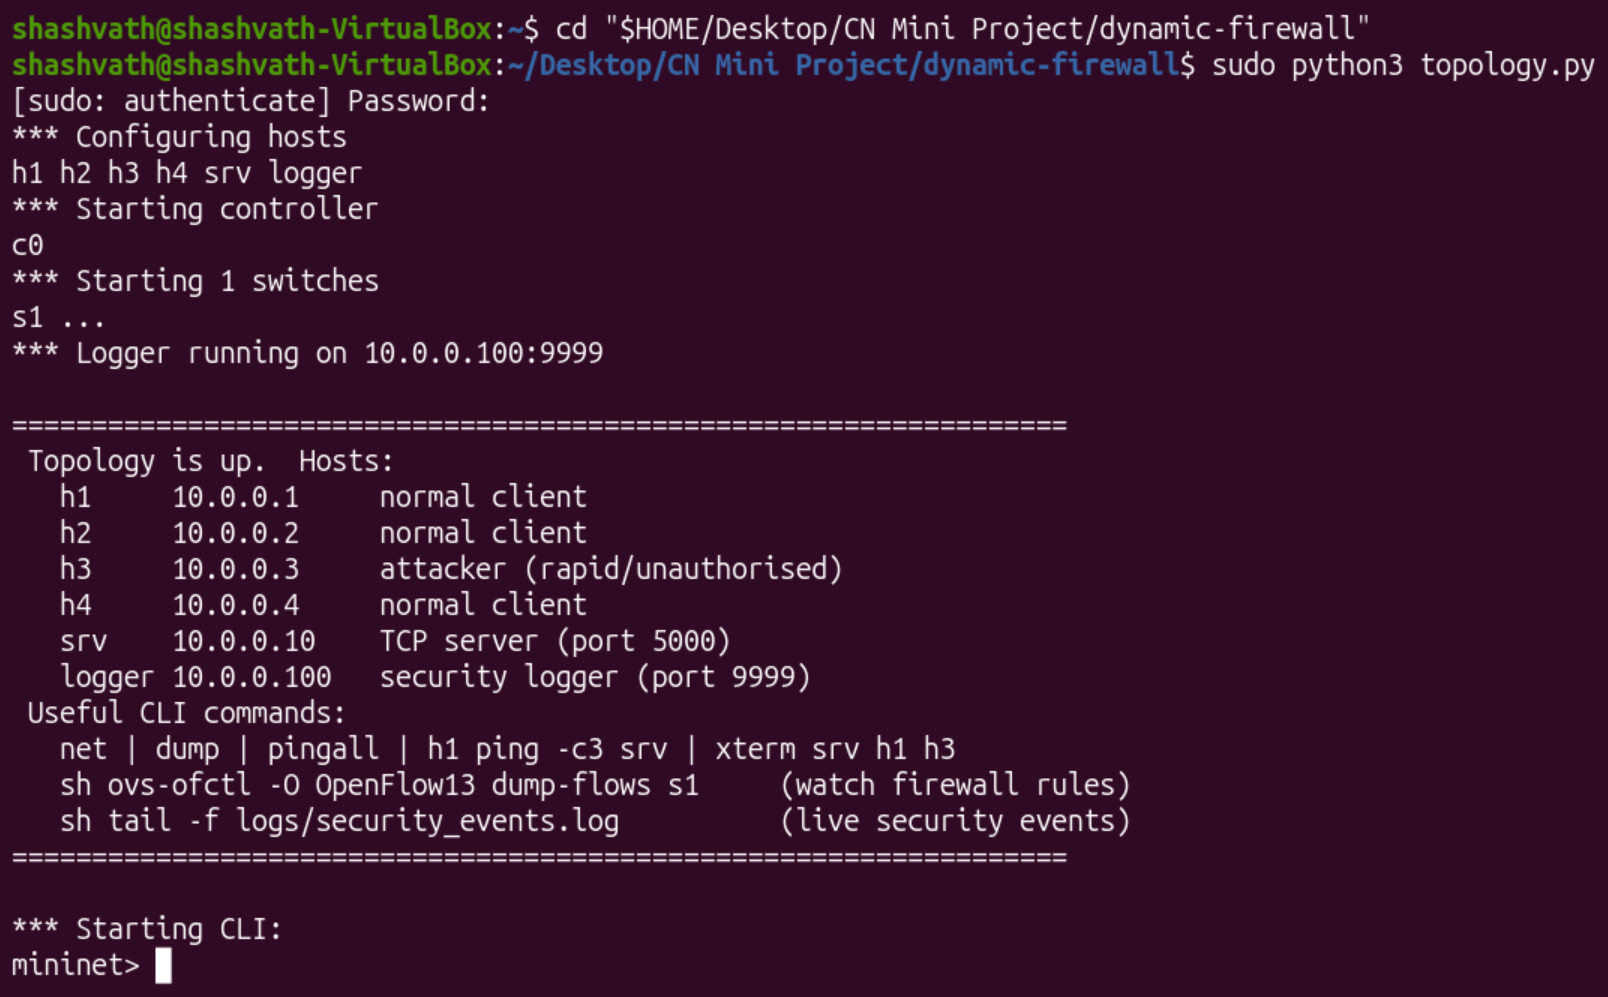 shashvath@shashvath-VirtualBox:~$ cd "$HOME/Desktop/CN Mini Project/dynamic-firewall"
shashvath@shashvath-VirtualBox:~/Desktop/CN Mini Project/dynamic-firewall$ sudo python3 topology.py
[sudo: authenticate] Password:
*** Configuring hosts
h1 h2 h3 h4 srv logger
*** Starting controller
c0
*** Starting 1 switches
s1 ...
*** Logger running on 10.0.0.100:9999
==================================================================
 Topology is up.  Hosts:
   h1     10.0.0.1     normal client
   h2     10.0.0.2     normal client
   h3     10.0.0.3     attacker (rapid/unauthorised)
   h4     10.0.0.4     normal client
   srv    10.0.0.10    TCP server (port 5000)
   logger 10.0.0.100   security logger (port 9999)
 Useful CLI commands:
   net | dump | pingall | h1 ping -c3 srv | xterm srv h1 h3
   sh ovs-ofctl -O OpenFlow13 dump-flows s1     (watch firewall rules)
   sh tail -f logs/security_events.log          (live security events)
==================================================================
*** Starting CLI:
mininet>